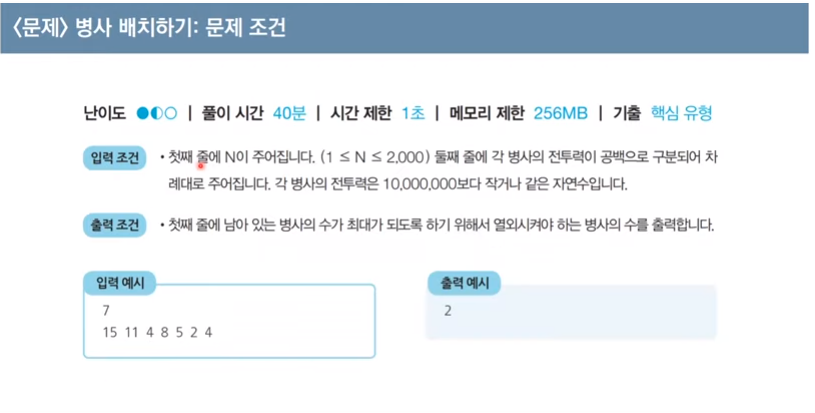 〈문제〉 병사 배치하기: 문제 조건
난이도 ●◐○ | 풀이 시간 40분 | 시간 제한 1초 | 메모리 제한 256MB | 기출 핵심 유형
입력 조건 • 첫째 줄에 N이 주어집니다. (1 ≤ N ≤ 2,000) 둘째 줄에 각 병사의 전투력이 공백으로 구분되어 차
례대로 주어집니다. 각 병사의 전투력은 10,000,000보다 작거나 같은 자연수입니다.
출력 조건 • 첫째 줄에 남아 있는 병사의 수가 최대가 되도록 하기 위해서 열외시켜야 하는 병사의 수를 출력합니다.
입력 예시
7
15 11 4 8 5 2 4
출력 예시
2